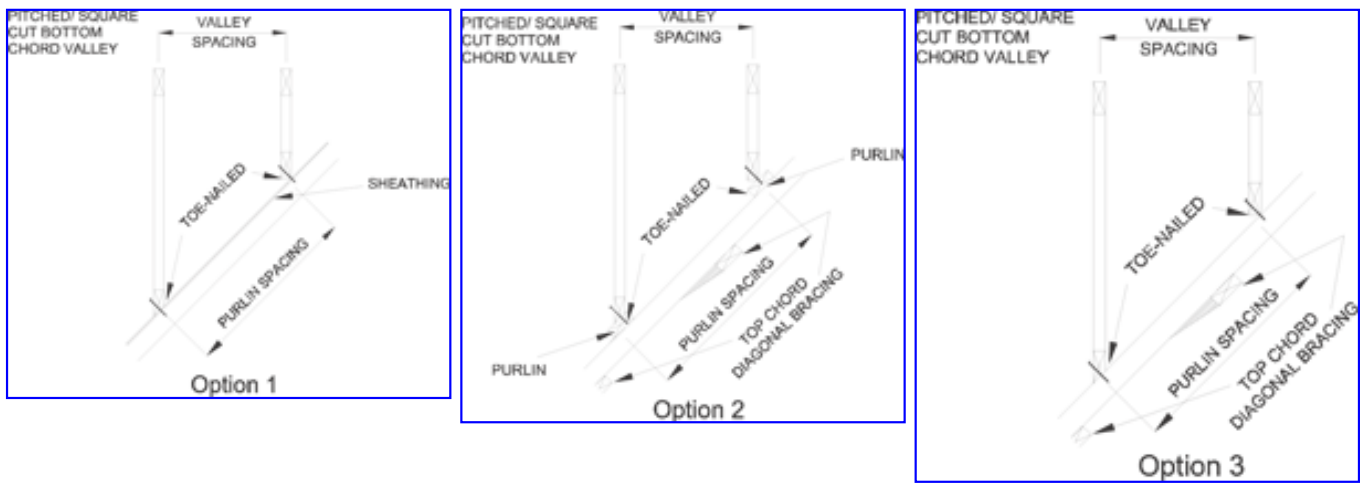 PITCHED/ SQUARE
CUT BOTTOM
CHORD VALLEY
VALLEY
SPACING
TOE-NAILED
SHEATHING
PURLIN SPACING
Option 1
PITCHED/ SQUARE
CUT BOTTOM
CHORD VALLEY
VALLEY
SPACING
PURLIN
TOE-NAILED
PURLIN SPACING
TOP CHORD
DIAGONAL BRACING
PURLIN
Option 2
PITCHED/ SQUARE
CUT BOTTOM
CHORD VALLEY
VALLEY
SPACING
TOE-NAILED
PURLIN SPACING
TOP CHORD
DIAGONAL BRACING
Option 3